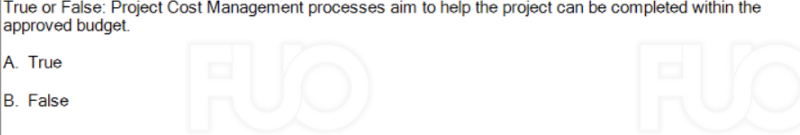 True or False: Project Cost Management processes aim to help the project can be completed within the
approved budget.
A. True
B. False
FUO FUO